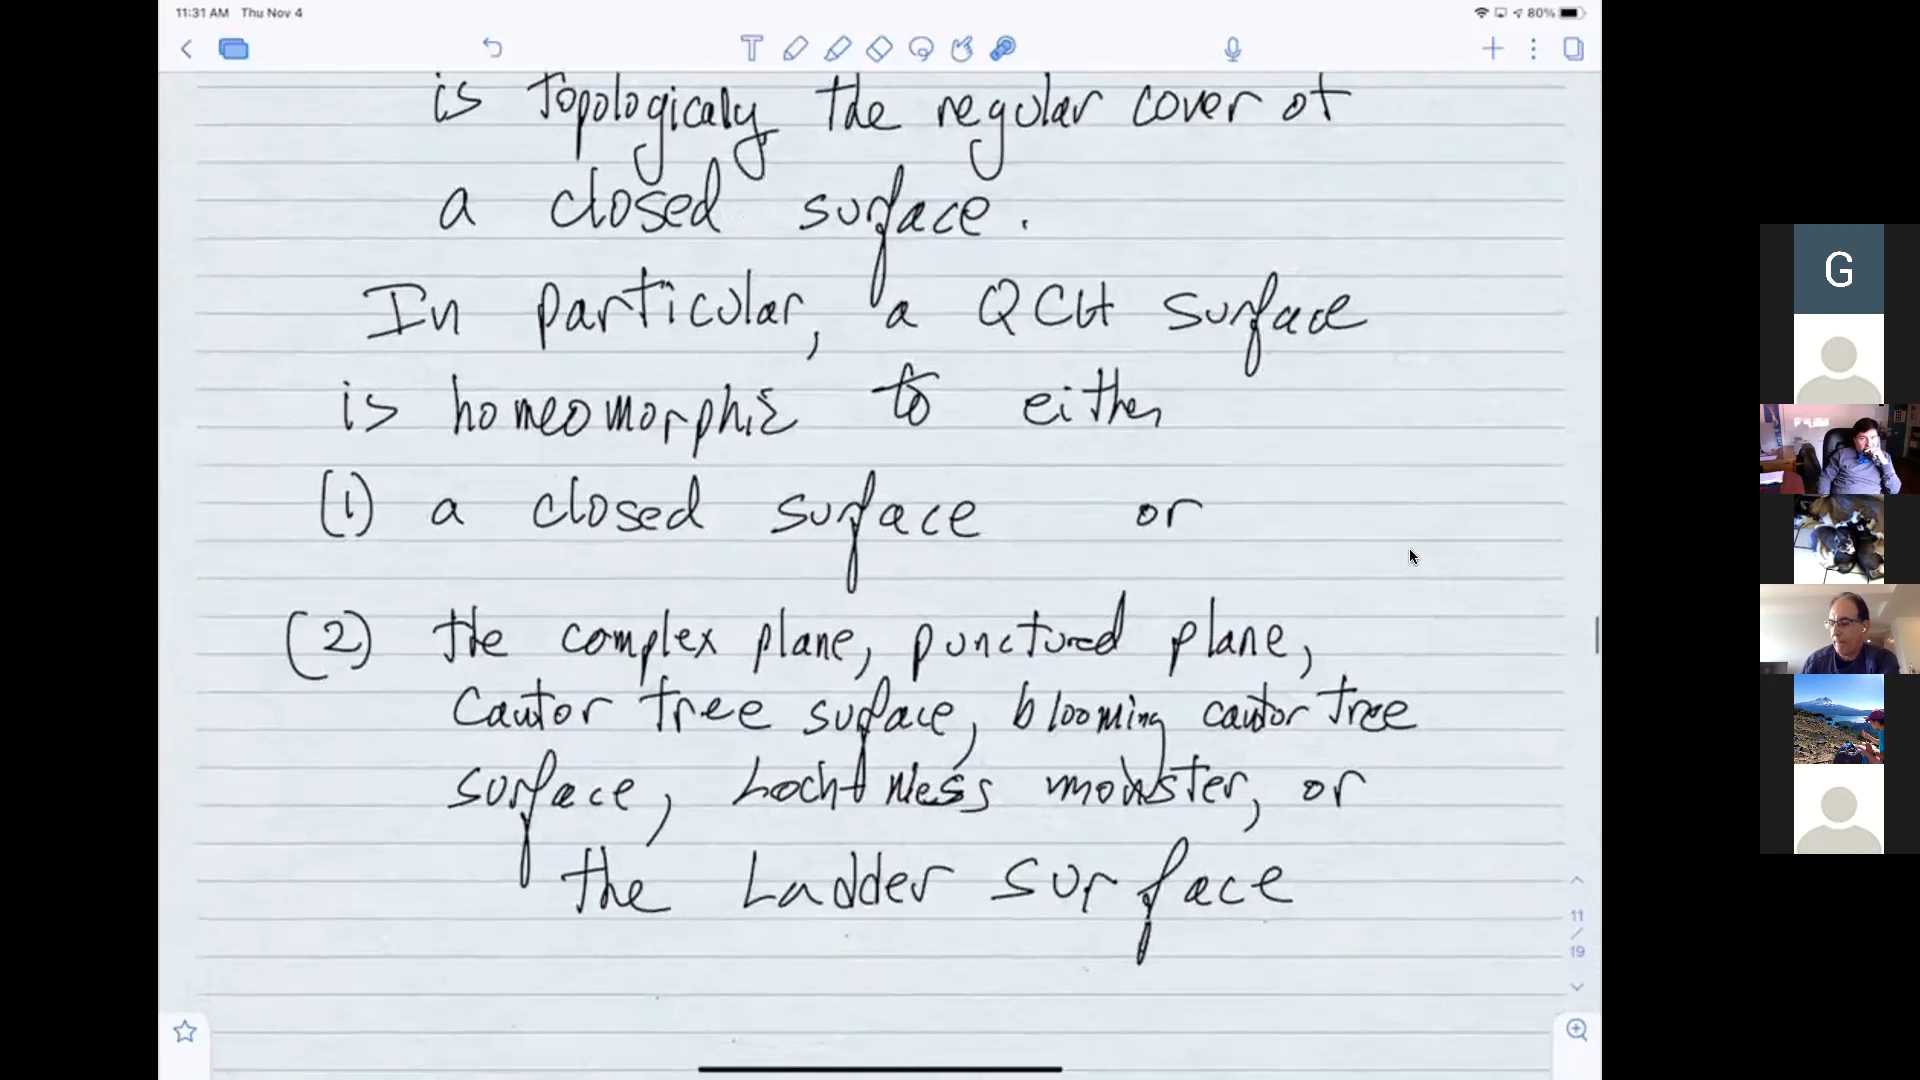 11:31 AM Thu Nov 4
80%
T
is Topologicaly the regular cover of
a closed surface.
In particular, a QCH surface
is homeomorphic to either
(1) a closed surface or
(2) the complex plane, punctured plane,
Cantor tree surface, blooming cantor tree
surface, Loch Ness monster, or
the Ladder surface
11
/
19
G